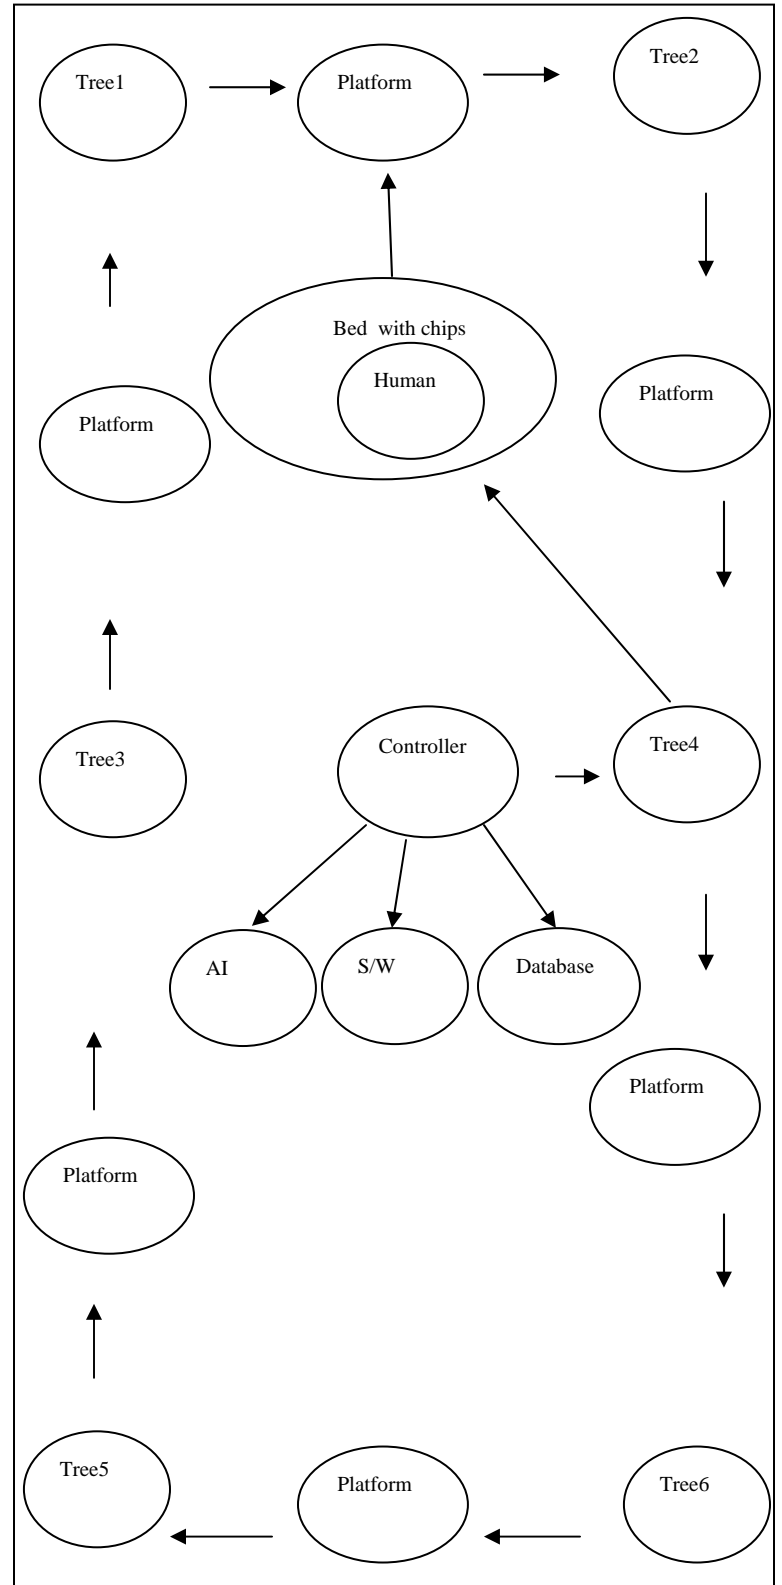 Tree1
Platform
Tree2
Bed with chips
Human
Platform
Platform
Tree3
Controller
Tree4
AI
S/W
Database
Platform
Platform
Tree5
Platform
Tree6